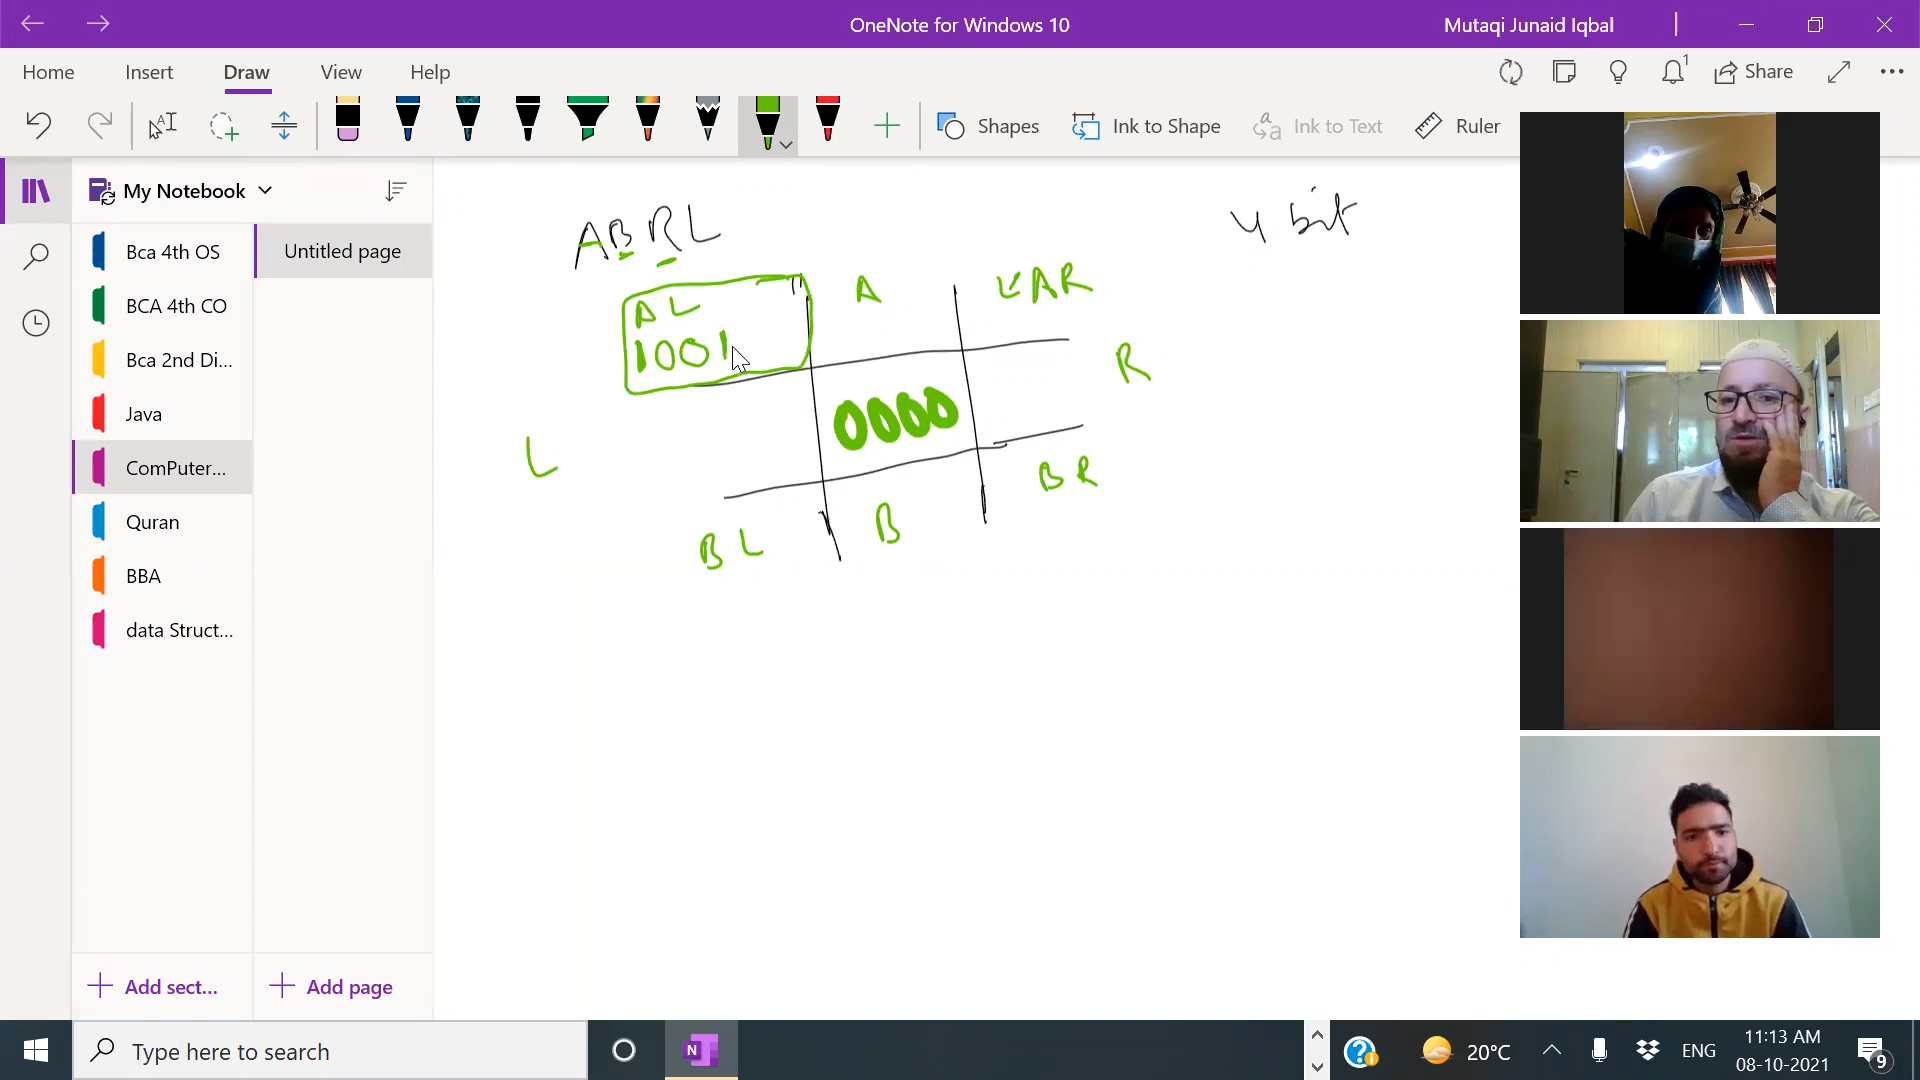 OneNote for Windows 10
Mutaqi Junaid Iqbal
Home
Insert
Draw
View
Help
1
Share
Shapes
Ink to Shape
Ink to Text
Ruler
My Notebook
Bca 4th OS
BCA 4th CO
Bca 2nd Di...
Java
ComPuter...
Quran
BBA
data Struct...
Untitled page
ABRL
4 bit
AL
A
AR
1001
R
0000
L
BR
BL
B
Add sect...
Add page
Type here to search
20°C
ENG
11:13 AM
08-10-2021
9